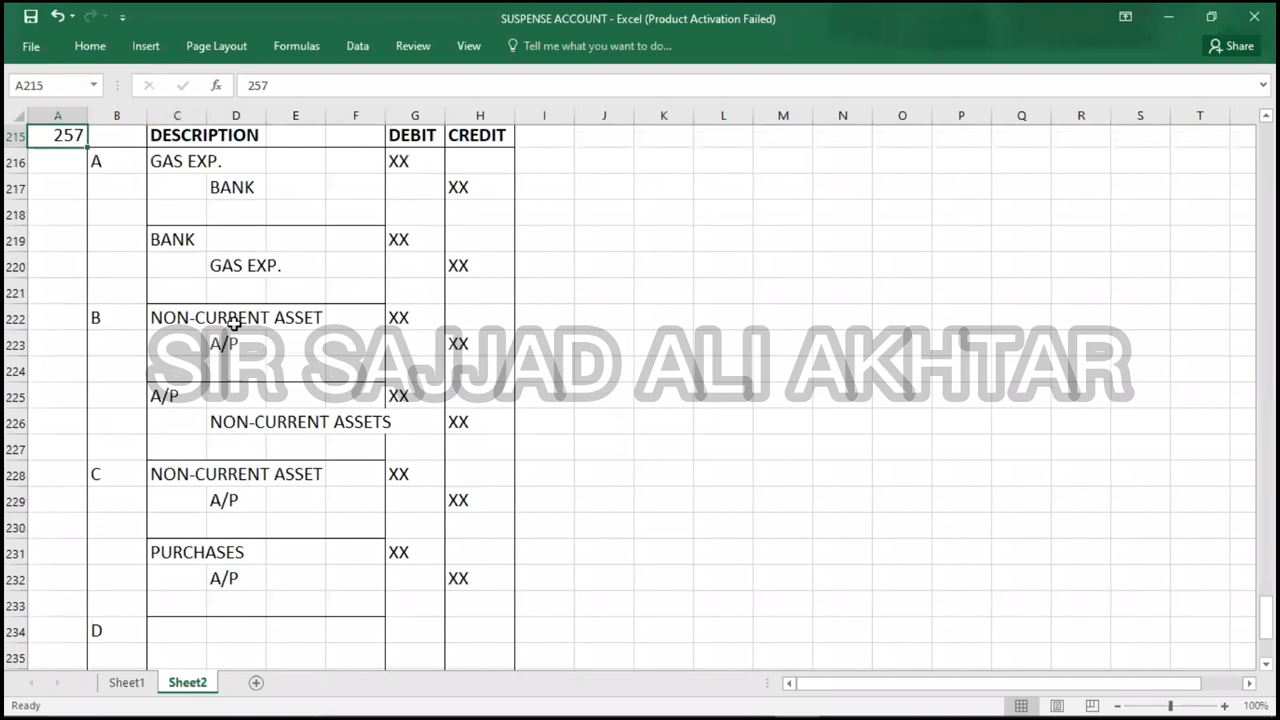 SUSPENSE ACCOUNT - Excel (Product Activation Failed)
File Home Insert Page Layout Formulas Data Review View Tell me what you want to do... Share
A215 fx 257
A B C D E F G H I J K L M N O P Q R S T
215 257 DESCRIPTION DEBIT CREDIT
216 A GAS EXP. XX
217 BANK XX
218
219 BANK XX
220 GAS EXP. XX
221
222 B NON-CURRENT ASSET XX
223 A/P XX
SIR SAJJAD ALI AKHTAR
224
225 A/P XX
226 NON-CURRENT ASSETS XX
227
228 C NON-CURRENT ASSET XX
229 A/P XX
230
231 PURCHASES XX
232 A/P XX
233
234 D
235
Sheet1 Sheet2
Ready 100%